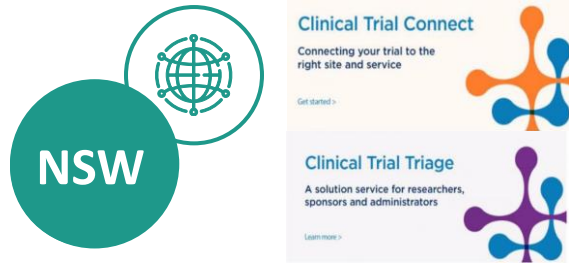 NSW
Clinical Trial Connect
Connecting your trial to the
right site and service
Get started >
Clinical Trial Triage
A solution service for researchers,
sponsors and administrators
Learn more >